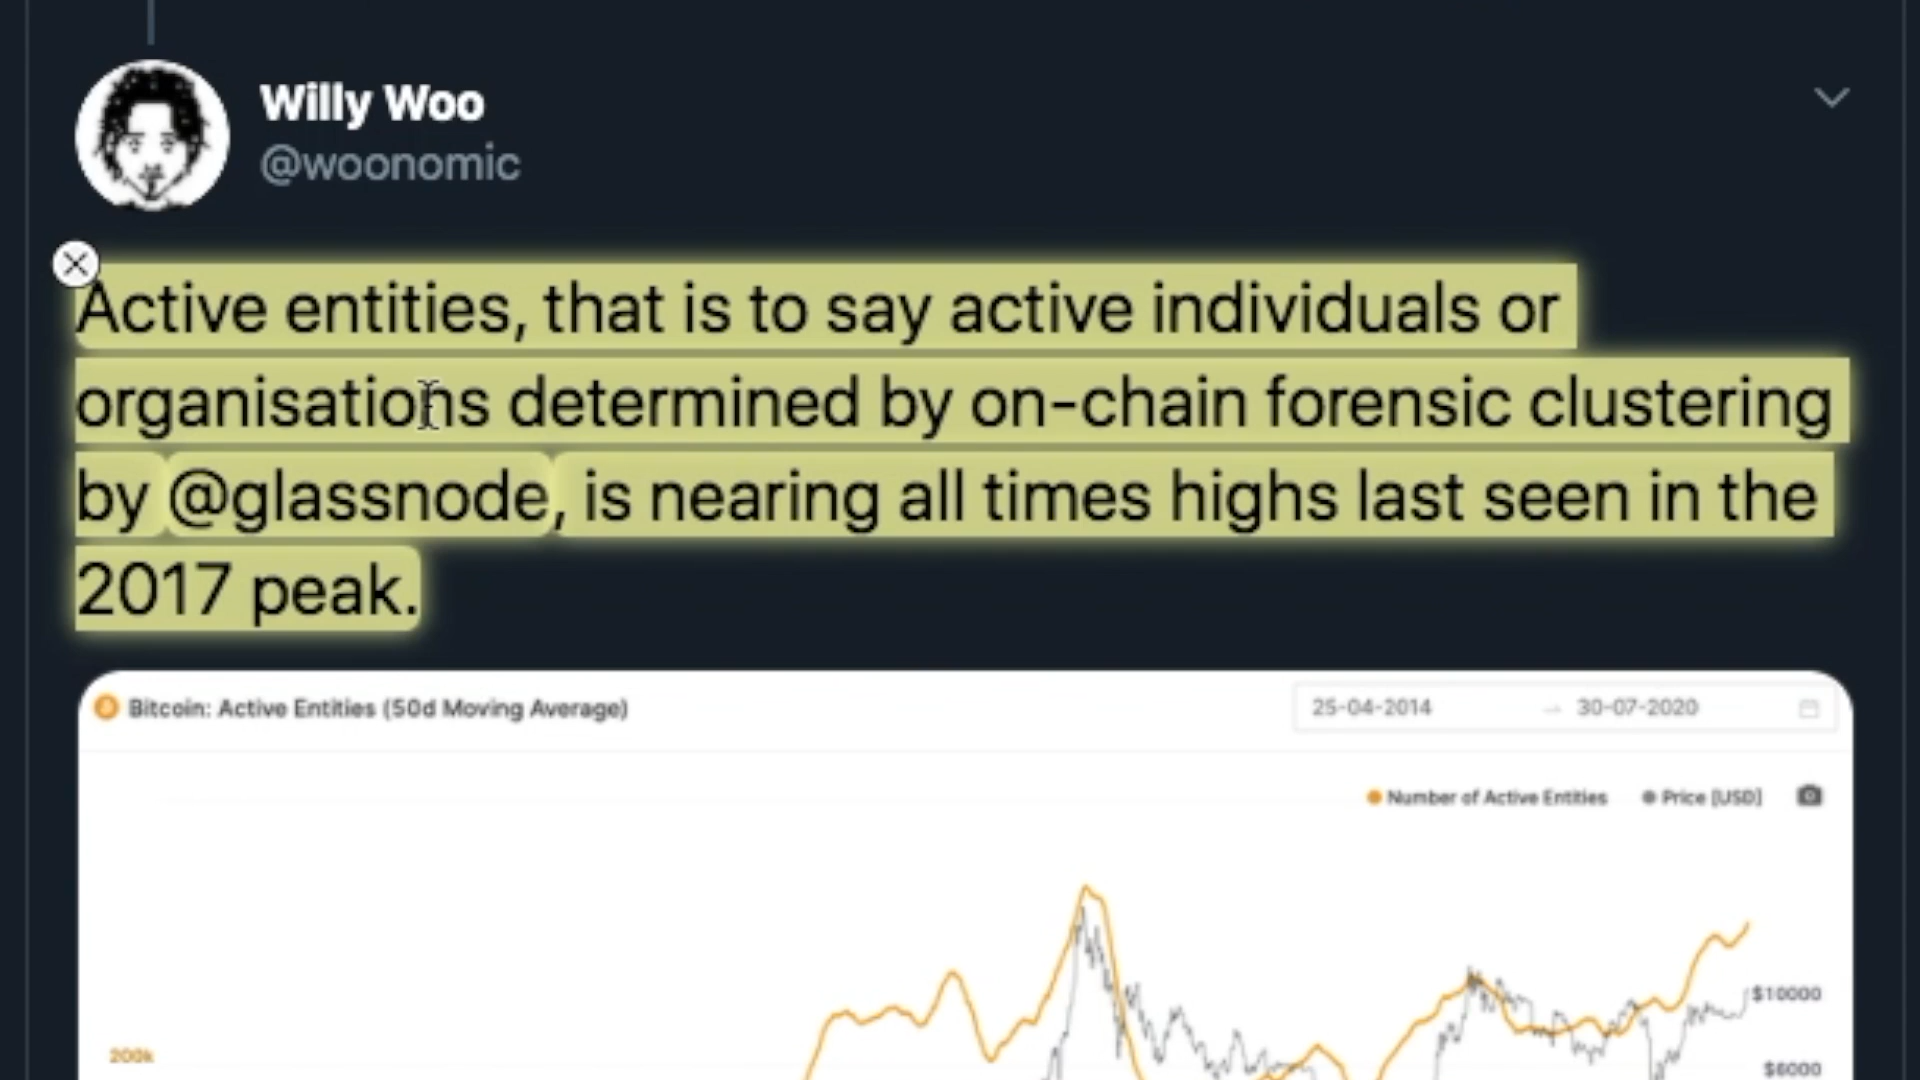 Willy Woo
@woonomic
Active entities, that is to say active individuals or
organisations determined by on-chain forensic clustering
by @glassnode, is nearing all times highs last seen in the
2017 peak.
Bitcoin: Active Entities (50d Moving Average)
25-04-2014 → 30-07-2020
Number of Active Entities Price [USD]
$10000
200k
$6000